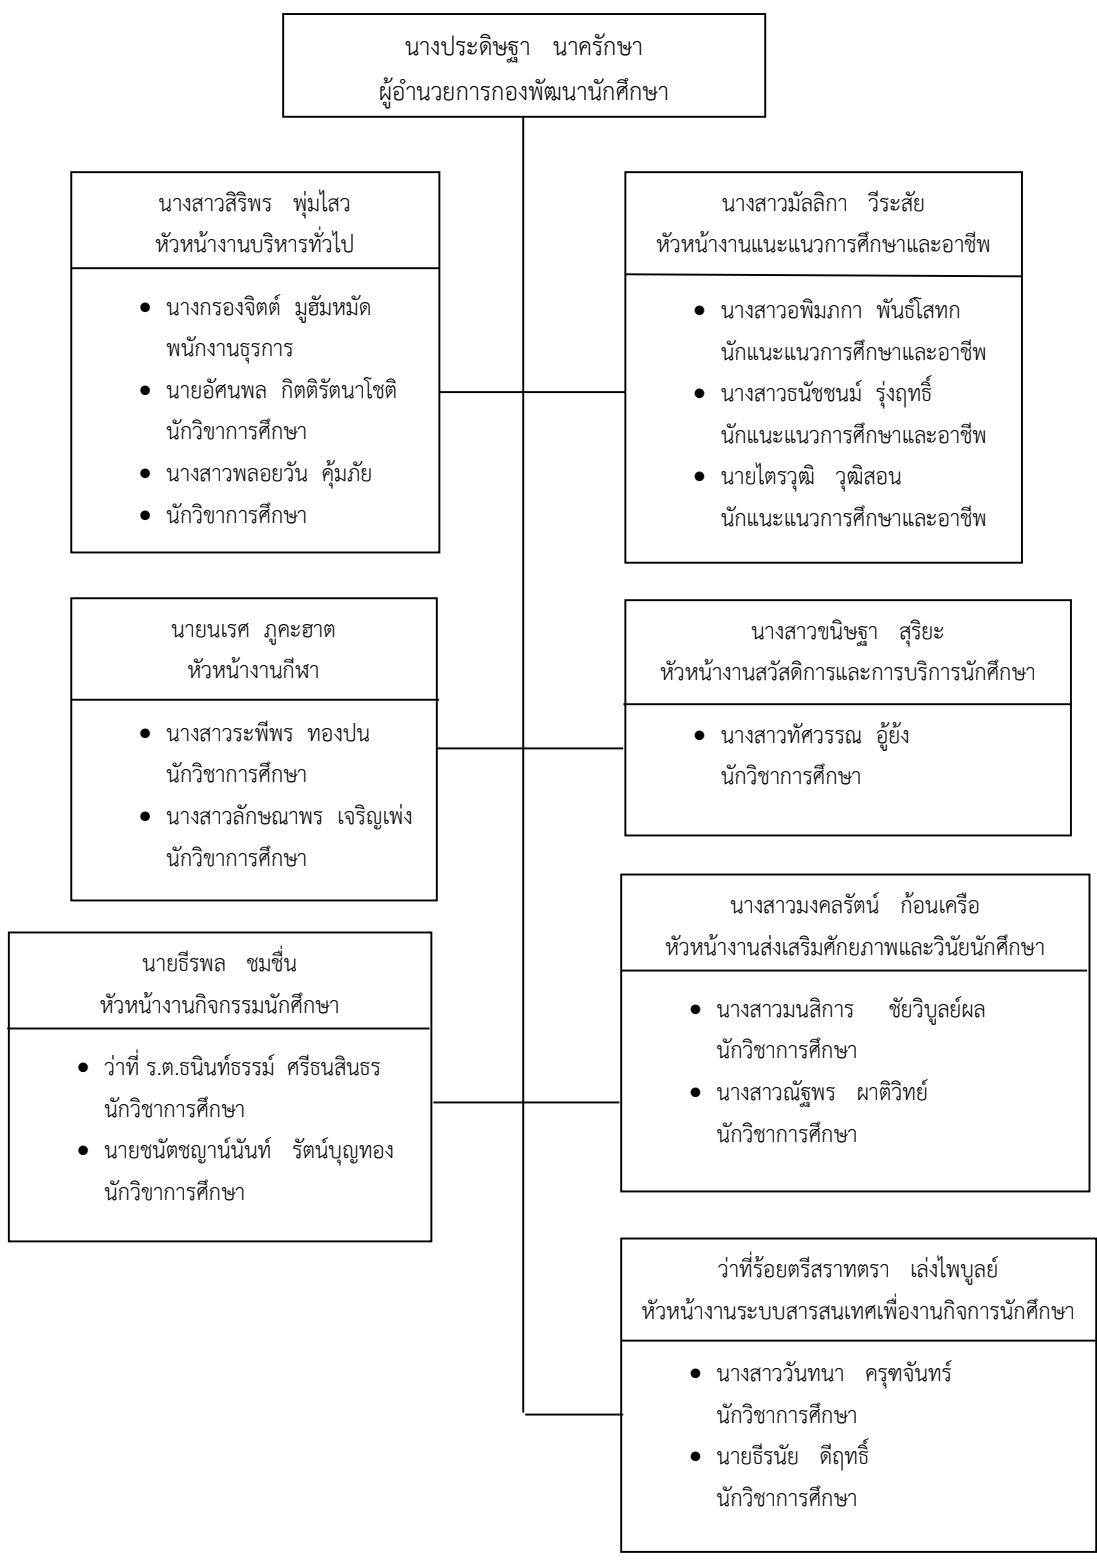 นางประดิษฐา นาครักษา
ผู้อำนวยการกองพัฒนานักศึกษา
นางสาวสิริพร พุ่มไสว
หัวหน้างานบริหารทั่วไป
• นางกรองจิตต์ มูฮัมหมัด
พนักงานธุรการ
• นายอัศนพล กิตติรัตนาโชติ
นักวิขาการศึกษา
• นางสาวพลอยวัน คุ้มภัย
• นักวิขาการศึกษา
นางสาวมัลลิกา วีระสัย
หัวหน้างานแนะแนวการศึกษาและอาชีพ
• นางสาวอพิมภกา พันธ์โสทก
นักแนะแนวการศึกษาและอาชีพ
• นางสาวธนัชชนม์ รุ่งฤทธิ์
นักแนะแนวการศึกษาและอาชีพ
• นายไตรวุฒิ วุฒิสอน
นักแนะแนวการศึกษาและอาชีพ
นายนเรศ ภูคะฮาต
หัวหน้างานกีฬา
• นางสาวระพีพร ทองปน
นักวิชาการศึกษา
• นางสาวลักษณาพร เจริญเพ่ง
นักวิขาการศึกษา
นางสาวขนิษฐา สุริยะ
หัวหน้างานสวัสดิการและการบริการนักศึกษา
• นางสาวทัศวรรณ อู้ย้ง
นักวิชาการศึกษา
นายธีรพล ชมชื่น
หัวหน้างานกิจกรรมนักศึกษา
• ว่าที่ ร.ต.ธนินท์ธรรม์ ศรีธนสินธร
นักวิชาการศึกษา
• นายชนัตชญาน์นันท์ รัตน์บุญทอง
นักวิขาการศึกษา
นางสาวมงคลรัตน์ ก้อนเครือ
หัวหน้างานส่งเสริมศักยภาพและวินัยนักศึกษา
• นางสาวมนสิการ ชัยวิบูลย์ผล
นักวิชาการศึกษา
• นางสาวณัฐพร ผาติวิทย์
นักวิชาการศึกษา
ว่าที่ร้อยตรีสราทตรา เล่งไพบูลย์
หัวหน้างานระบบสารสนเทศเพื่องานกิจการนักศึกษา
• นางสาววันทนา ครุฑจันทร์
นักวิชาการศึกษา
• นายธีรนัย ดีฤทธิ์
นักวิชาการศึกษา